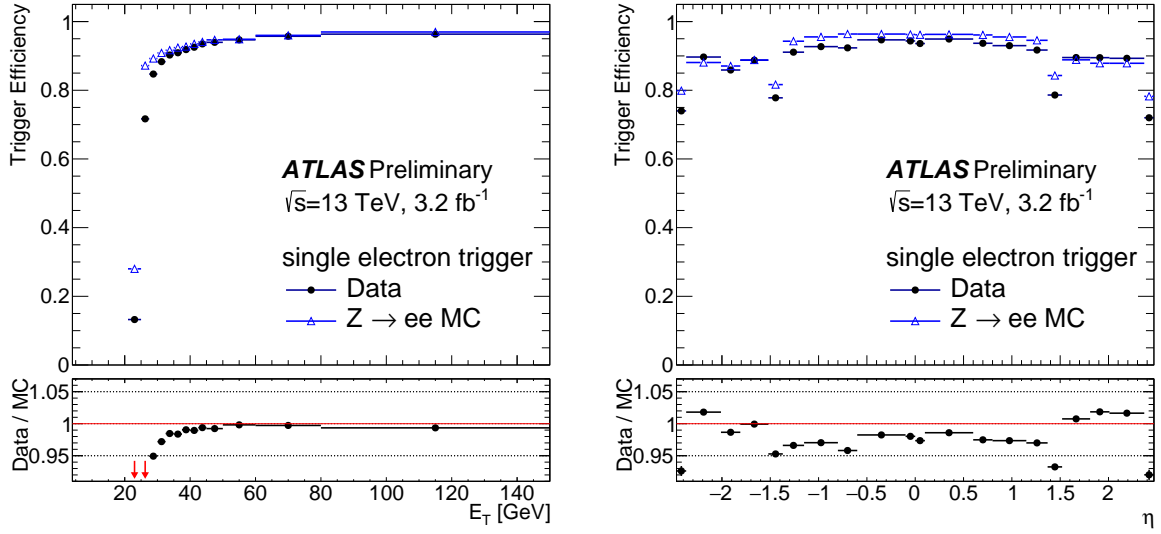 Trigger Efficiency
1
0.8
0.6
0.4
0.2
0
ATLAS Preliminary
√s=13 TeV, 3.2 fb-1
single electron trigger
Data
Z → ee MC
Data / MC
1.05
1
0.95
20 40 60 80 100 120 140
E_T [GeV]
Trigger Efficiency
1
0.8
0.6
0.4
0.2
0
ATLAS Preliminary
√s=13 TeV, 3.2 fb-1
single electron trigger
Data
Z → ee MC
Data / MC
1.05
1
0.95
−2 −1.5 −1 −0.5 0 0.5 1 1.5 2
η